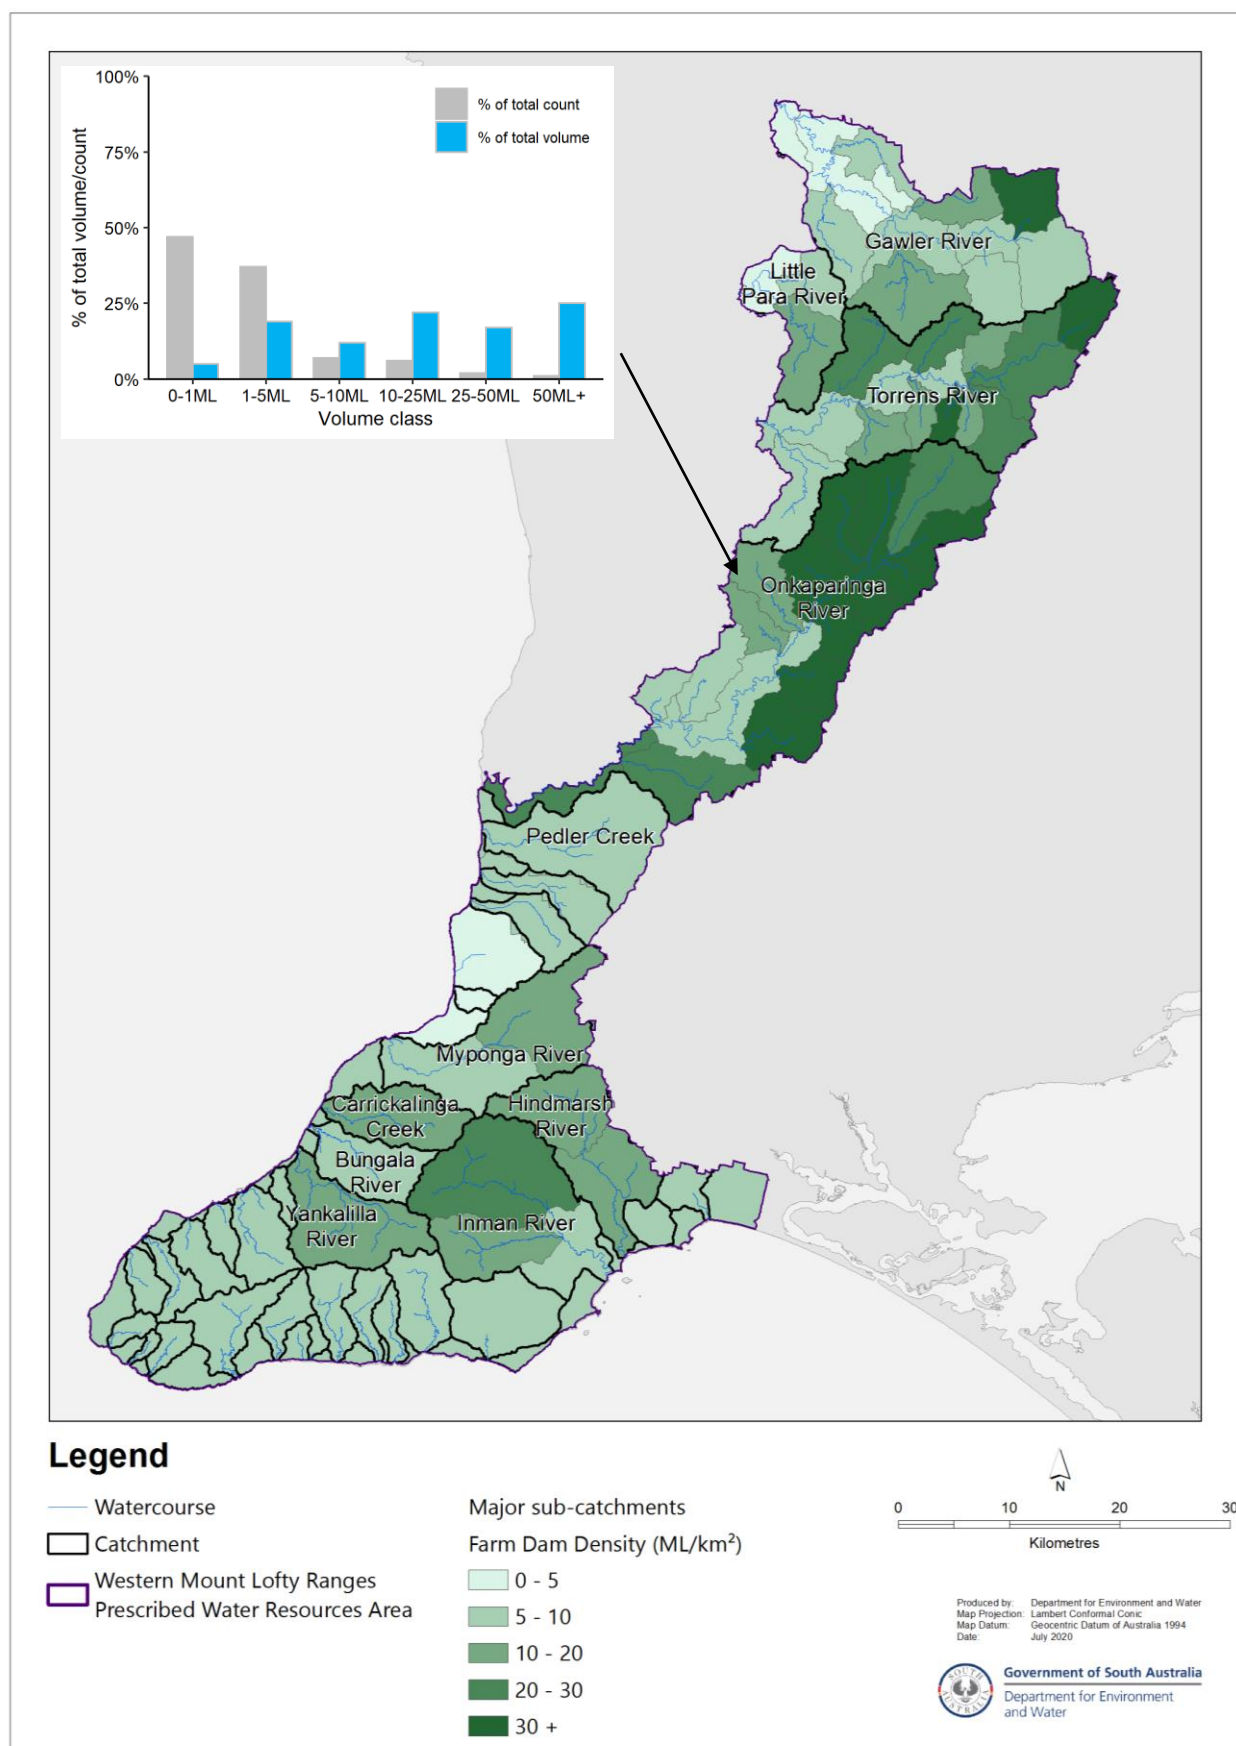 100%
75%
50%
25%
0%
% of total volume/count
% of total count
% of total volume
0-1ML 1-5ML 5-10ML 10-25ML 25-50ML 50ML+
Volume class
Gawler River
Little
Para River
Torrens River
Onkaparinga
River
Pedler Creek
Myponga River
Carrickalinga
Creek
Hindmarsh
River
Bungala
River
Yankalilla
River
Inman River
Legend
Watercourse
Catchment
Western Mount Lofty Ranges
Prescribed Water Resources Area
Major sub-catchments
Farm Dam Density (ML/km²)
0 - 5
5 - 10
10 - 20
20 - 30
30 +
N
0 10 20 30
Kilometres
Produced by: Department for Environment and Water
Map Projection: Lambert Conformal Conic
Map Datum: Geocentric Datum of Australia 1994
Date: July 2020
SOUTH AUSTRALIA
Government of South Australia
Department for Environment
and Water